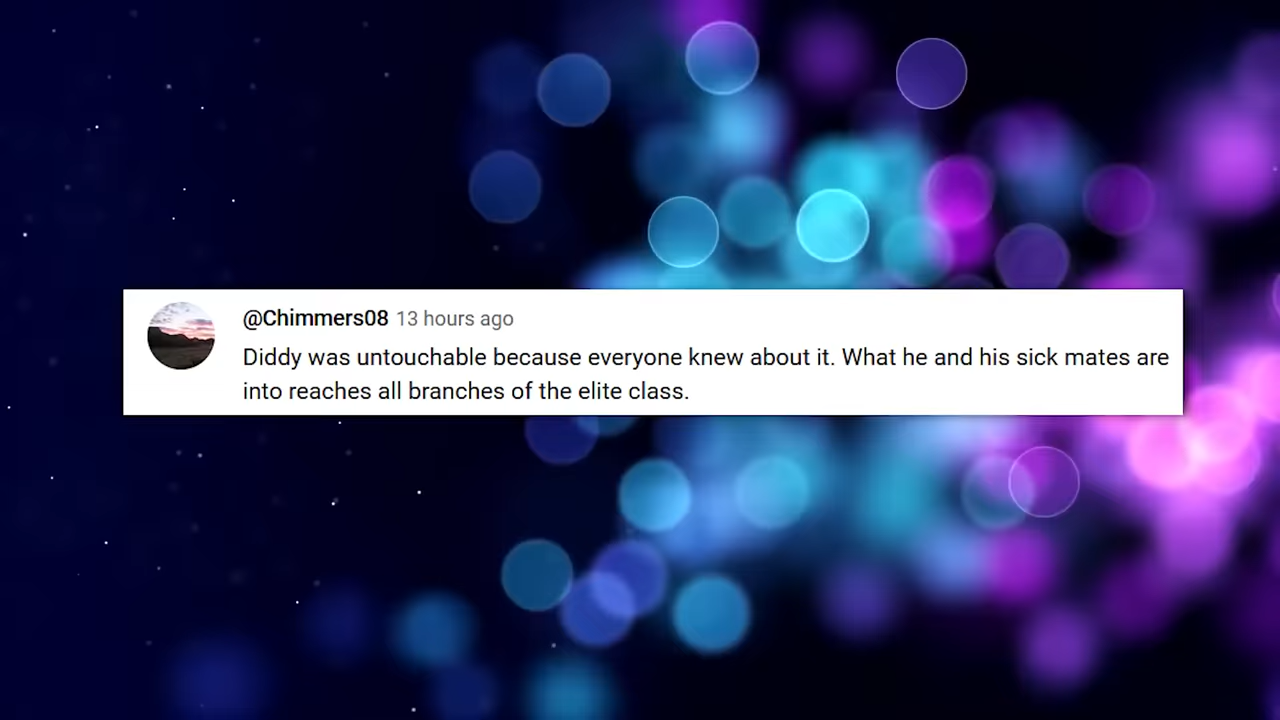 @Chimmers08 13 hours ago
Diddy was untouchable because everyone knew about it. What he and his sick mates are
into reaches all branches of the elite class.